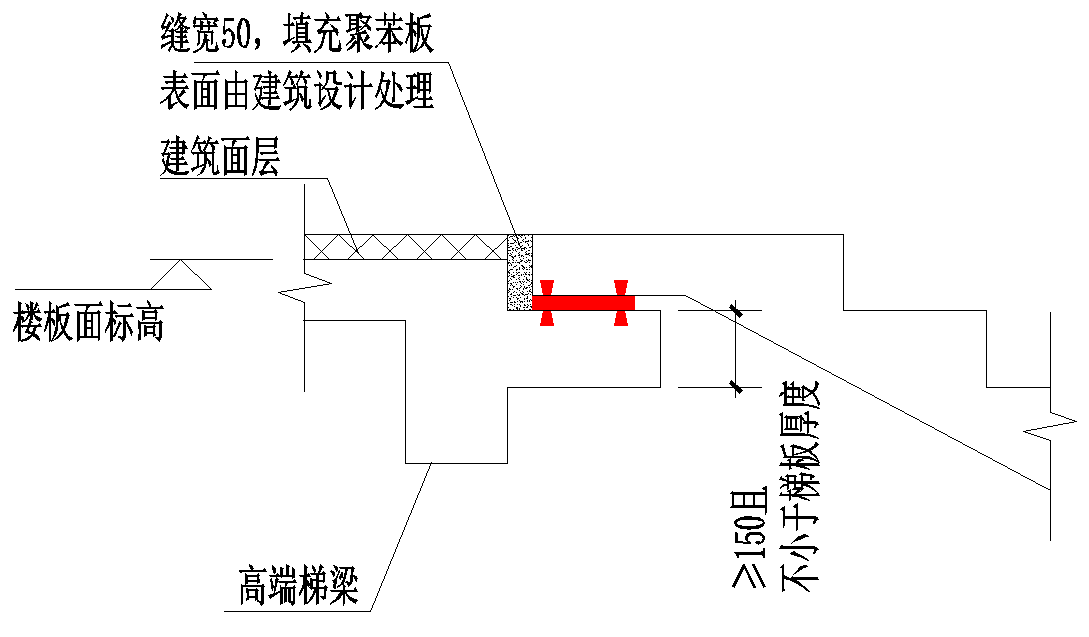 缝宽50，填充聚苯板
表面由建筑设计处理
建筑面层
楼板面标高
≥150且
不小于梯板厚度
高端梯梁